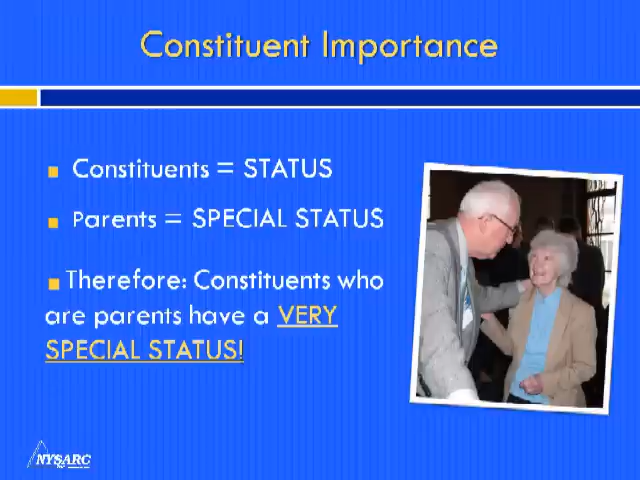 Constituent Importance
Constituents = STATUS
Parents = SPECIAL STATUS
Therefore: Constituents who
are parents have a VERY
SPECIAL STATUS!
NYSARC